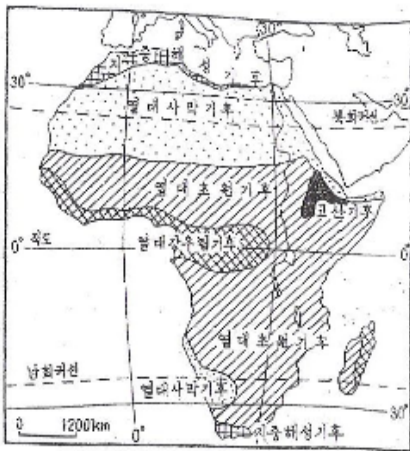 지중해성기후
30°
30°
열대사막기후
북회귀선
열대초원기후
고산기후
적도
0°
열대강우림기후
0°
열대초원기후
남회귀선
열대사막기후
30°
0 1200km
0°
지중해성기후